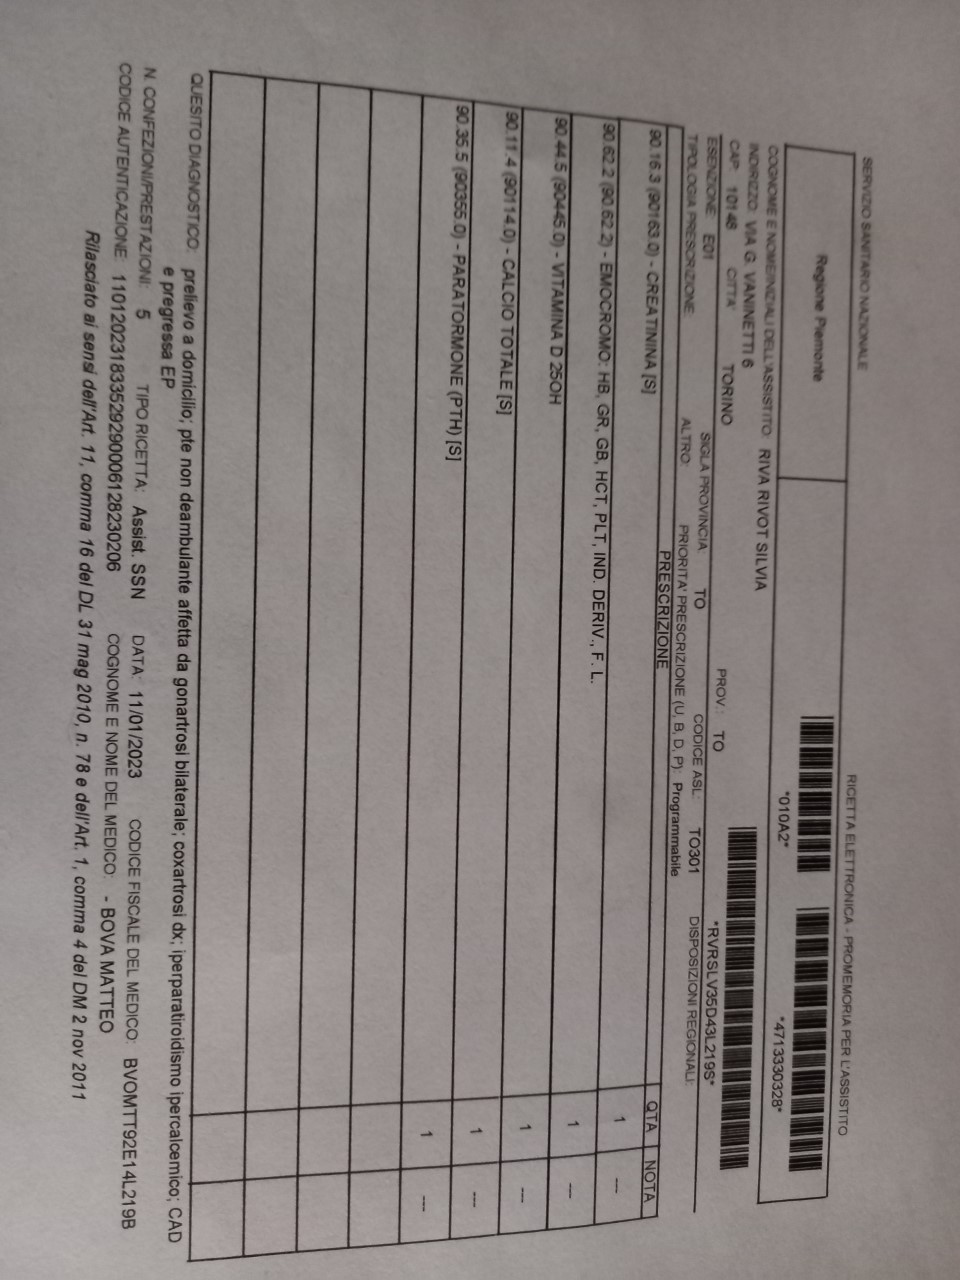 SERVIZIO SANITARIO NAZIONALE
RICETTA ELETTRONICA - PROMEMORIA PER L'ASSISTITO
Regione Piemonte
*010A2* *4713330328*
COGNOME E NOME/INIZIALI DELL'ASSISTITO: RIVA RIVOT SILVIA
INDIRIZZO: VIA G. VANINETTI 6
CAP: 10148 CITTA': TORINO PROV.: TO
*RVRSLV35D43L219S*
ESENZIONE: E01 SIGLA PROVINCIA: TO CODICE ASL: TO301 DISPOSIZIONI REGIONALI:
TIPOLOGIA PRESCRIZIONE: ALTRO: PRIORITA' PRESCRIZIONE (U, B, D, P): Programmabile
PRESCRIZIONE QTA NOTA
90.16.3 (90163.0) - CREATININA [S] 1 ---
90.62.2 (90.62.2) - EMOCROMO: HB, GR, GB, HCT, PLT, IND. DERIV., F. L. 1 ---
90.44.5 (90445.0) - VITAMINA D 25OH 1 ---
90.11.4 (90114.0) - CALCIO TOTALE [S] 1 ---
90.35.5 (90355.0) - PARATORMONE (PTH) [S] 1 ---
QUESITO DIAGNOSTICO: prelievo a domicilio; pte non deambulante affetta da gonartrosi bilaterale; coxartrosi dx; iperparatiroidismo ipercalcemico; CAD
e pregressa EP
N. CONFEZIONI/PRESTAZIONI: 5 TIPO RICETTA: Assist. SSN DATA: 11/01/2023 CODICE FISCALE DEL MEDICO: BVOMTT92E14L219B
CODICE AUTENTICAZIONE: 110120231833529290006128230206 COGNOME E NOME DEL MEDICO: - BOVA MATTEO
Rilasciato ai sensi dell'Art. 11, comma 16 del DL 31 mag 2010, n. 78 e dell'Art. 1, comma 4 del DM 2 nov 2011